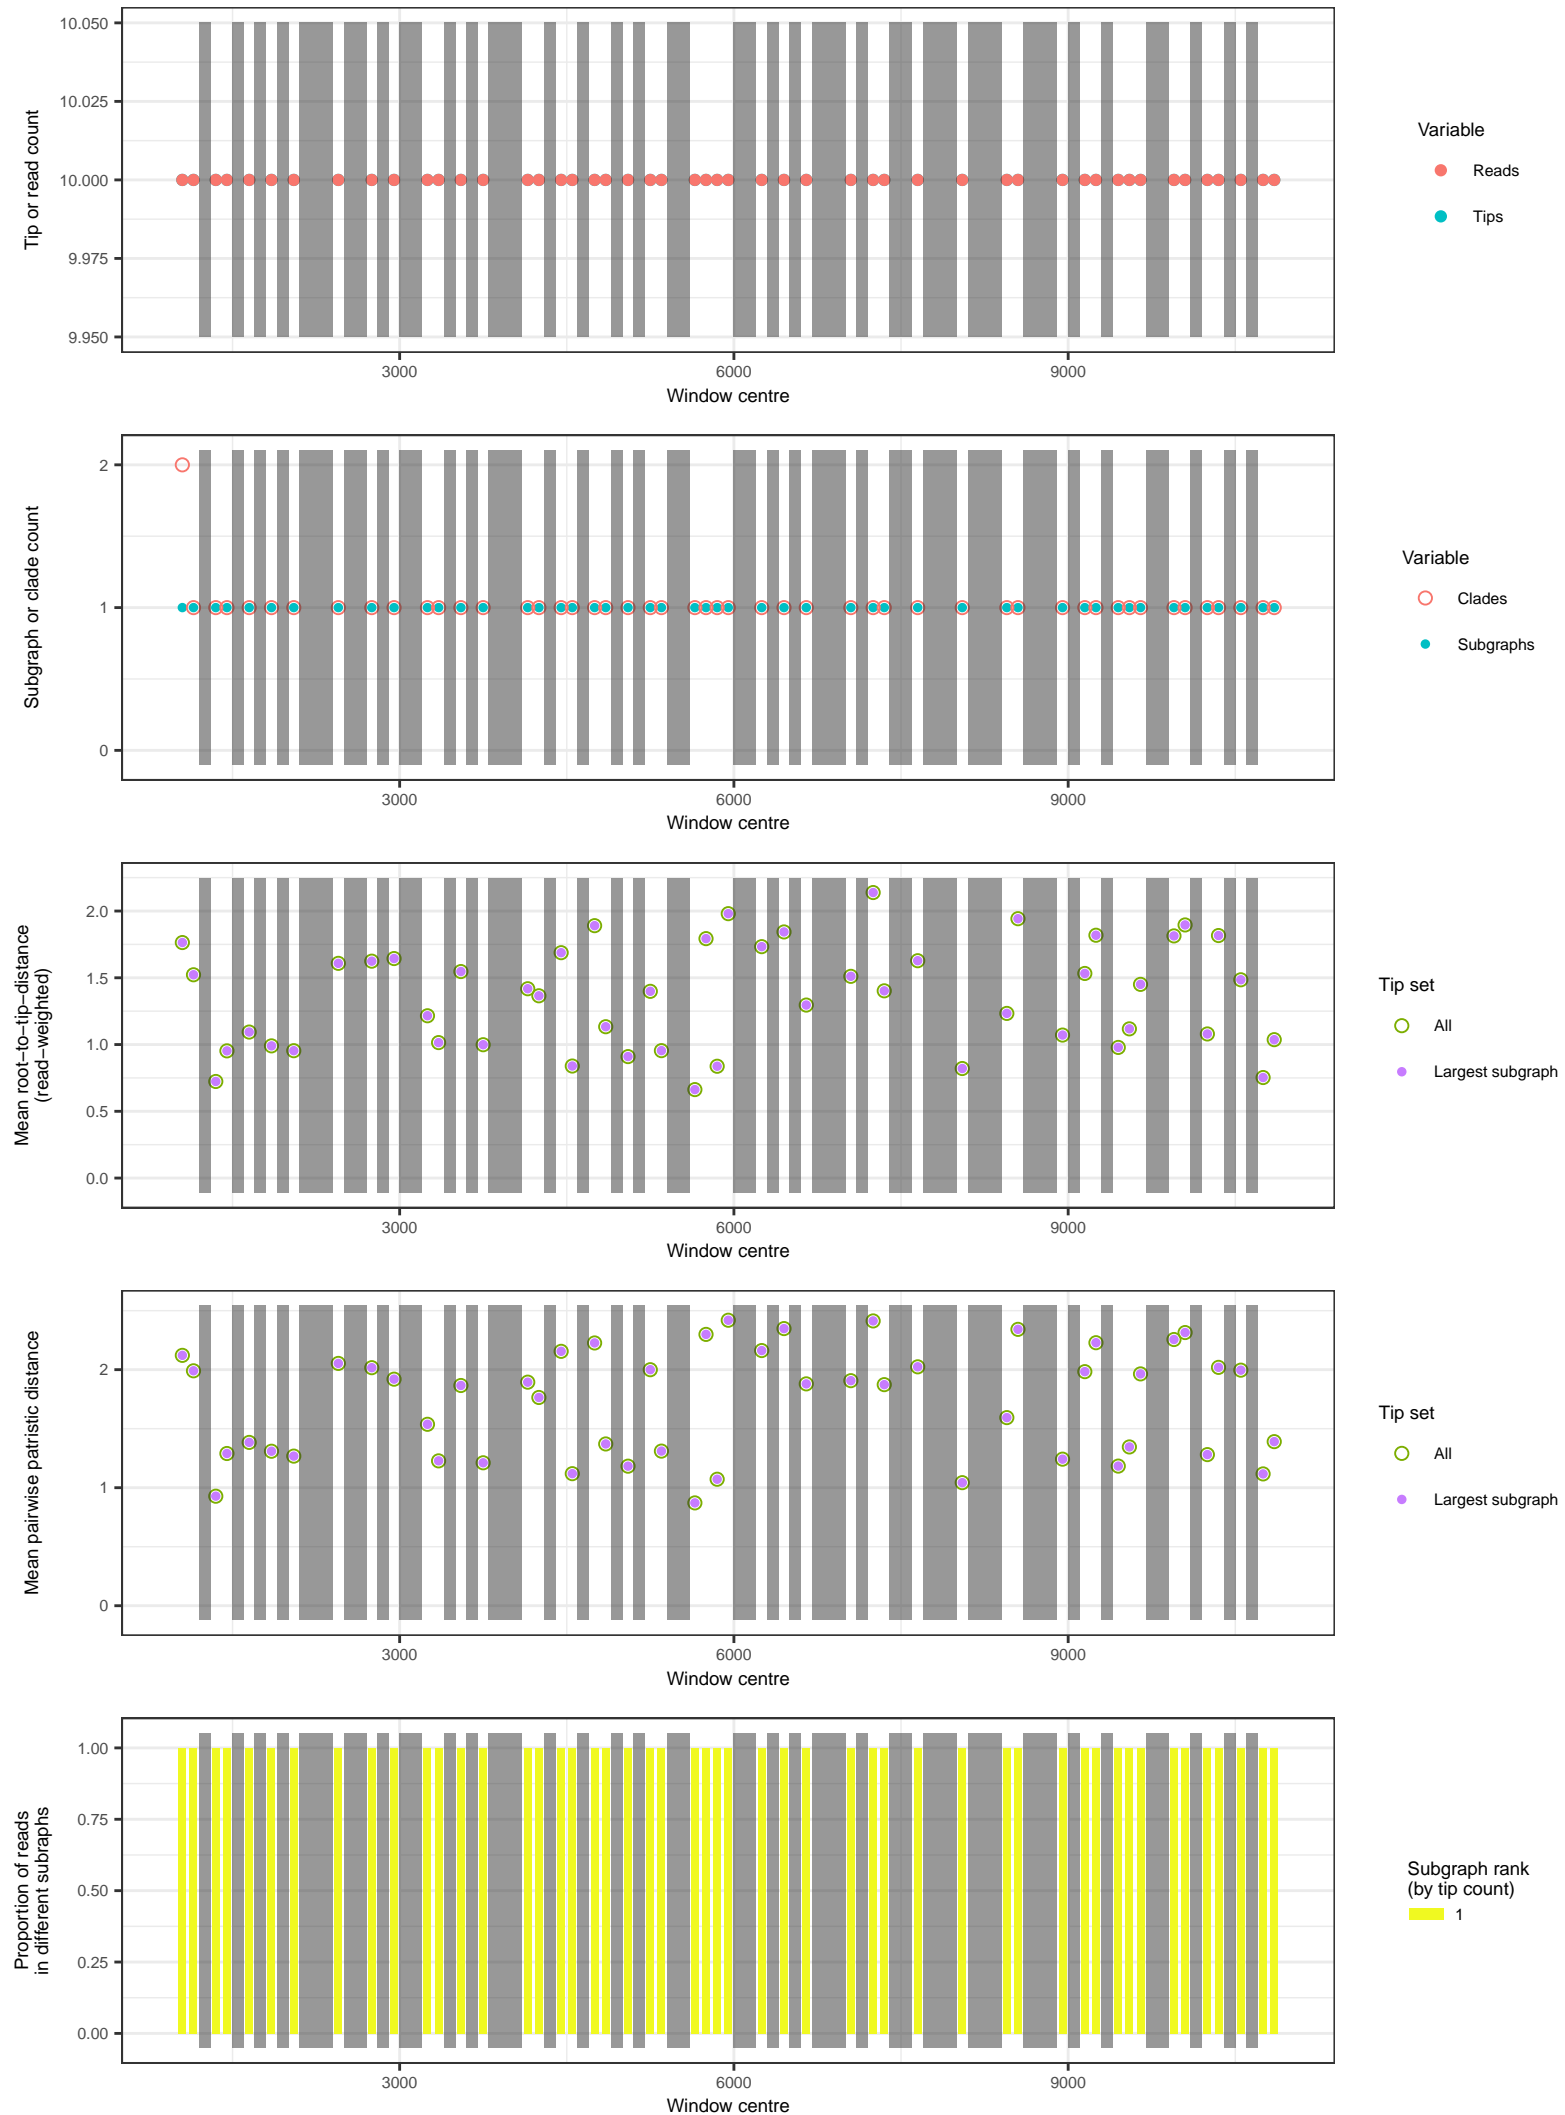 10.050
10.025
10.000
9.975
9.950
Tip or read count
3000 6000 9000
Window centre
Variable
Reads
Tips
2
1
0
Subgraph or clade count
3000 6000 9000
Window centre
Variable
Clades
Subgraphs
2.0
1.5
1.0
0.5
0.0
Mean root−to−tip−distance
(read−weighted)
3000 6000 9000
Window centre
Tip set
All
Largest subgraph
2
1
0
Mean pairwise patristic distance
3000 6000 9000
Window centre
Tip set
All
Largest subgraph
1.00
0.75
0.50
0.25
0.00
Proportion of reads
in different subraphs
3000 6000 9000
Window centre
Subgraph rank
(by tip count)
1